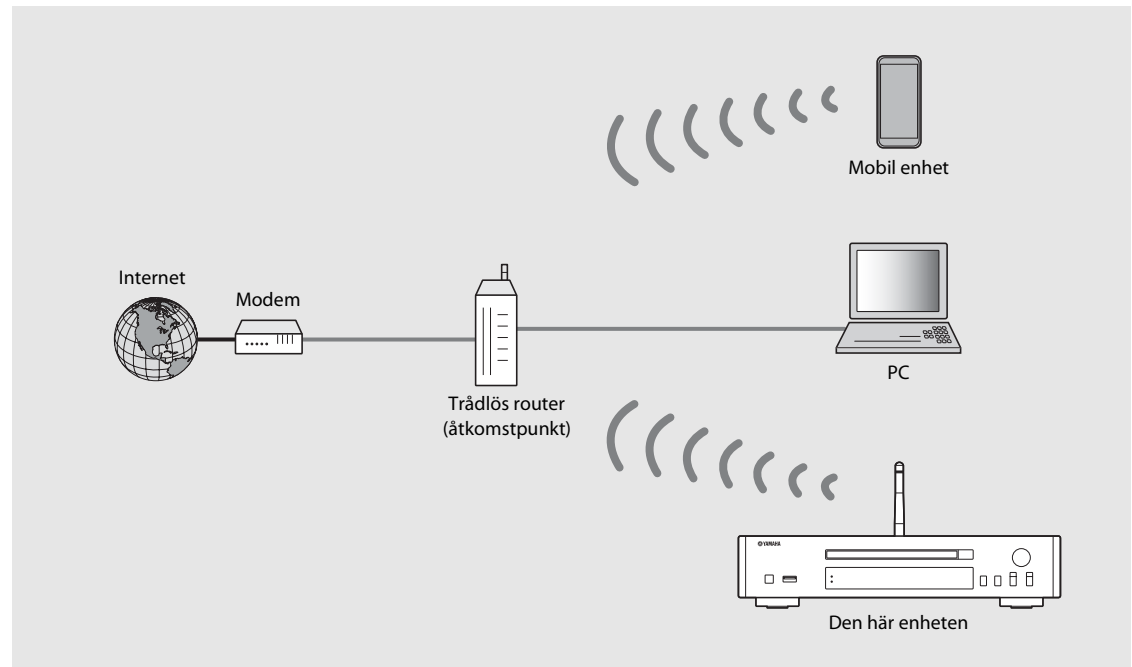 Mobil enhet
Internet
Modem
PC
Trådlös router
(åtkomstpunkt)
YAMAHA
Den här enheten